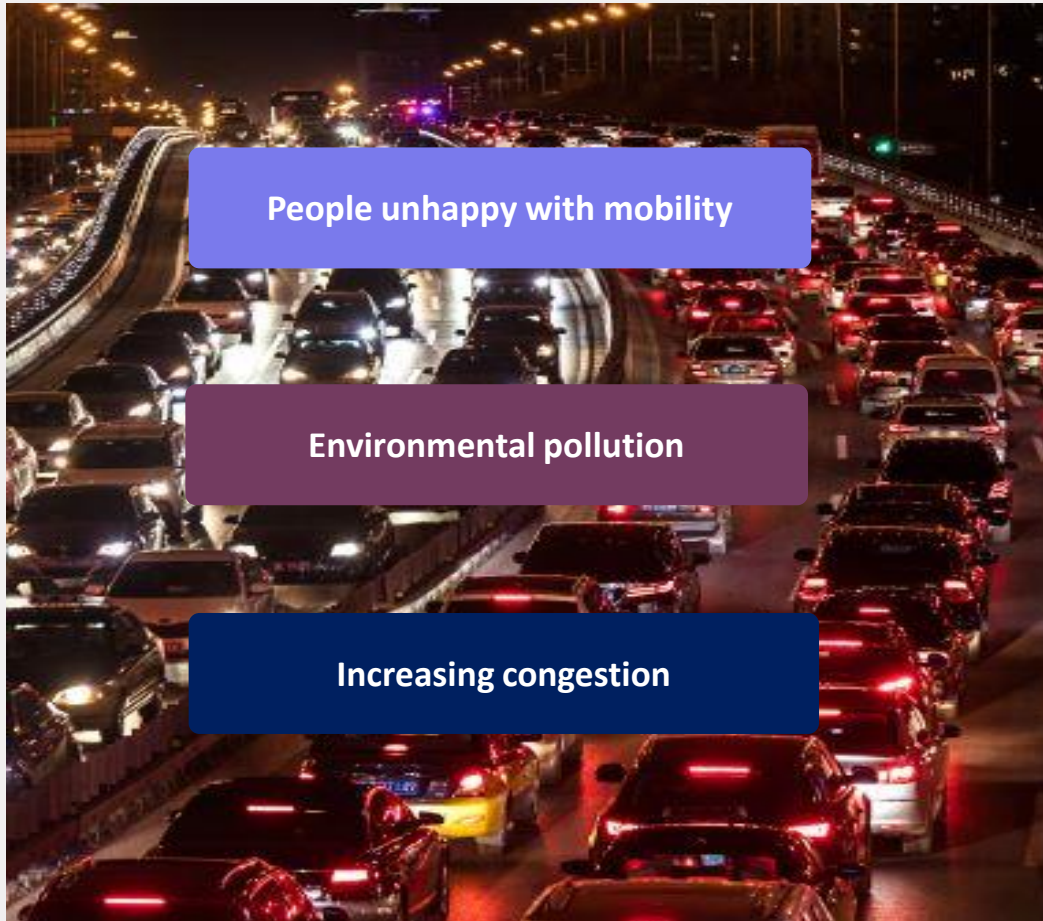 People unhappy with mobility
Environmental pollution
Increasing congestion